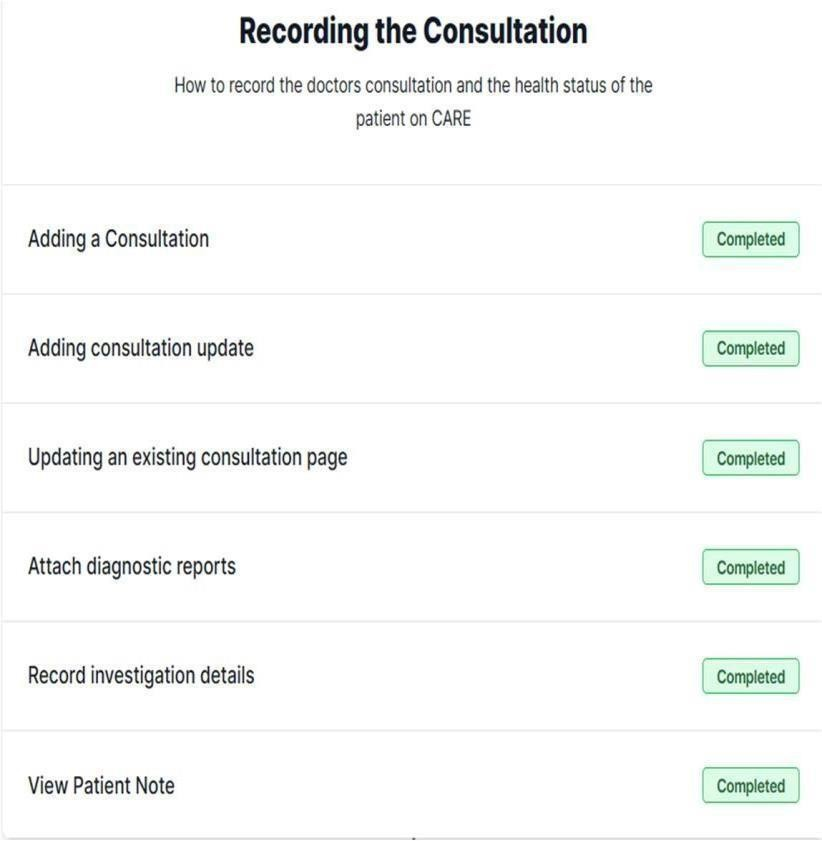 Recording the Consultation
How to record the doctors consultation and the health status of the
patient on CARE
Adding a Consultation Completed
Adding consultation update Completed
Updating an existing consultation page Completed
Attach diagnostic reports Completed
Record investigation details Completed
View Patient Note Completed